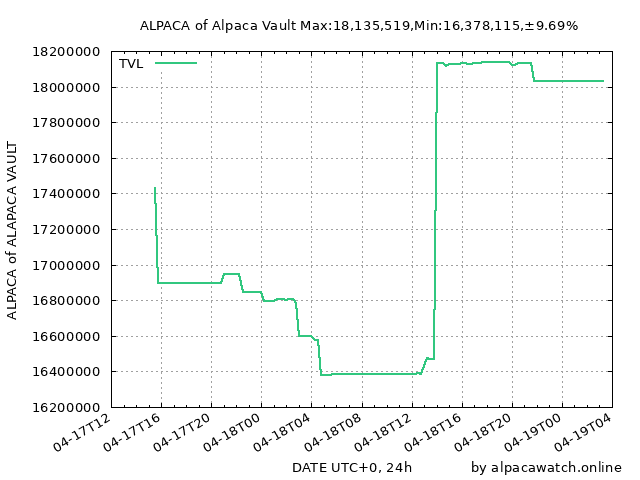 ALPACA of Alpaca Vault Max:18,135,519,Min:16,378,115,±9.69%
TVL
18200000
18000000
17800000
17600000
17400000
17200000
17000000
16800000
16600000
16400000
16200000
ALPACA of ALAPACA VAULT
04-17T12
04-17T16
04-17T20
04-18T00
04-18T04
04-18T08
04-18T12
04-18T16
04-18T20
04-19T00
04-19T04
DATE UTC+0, 24h
by alpacawatch.online